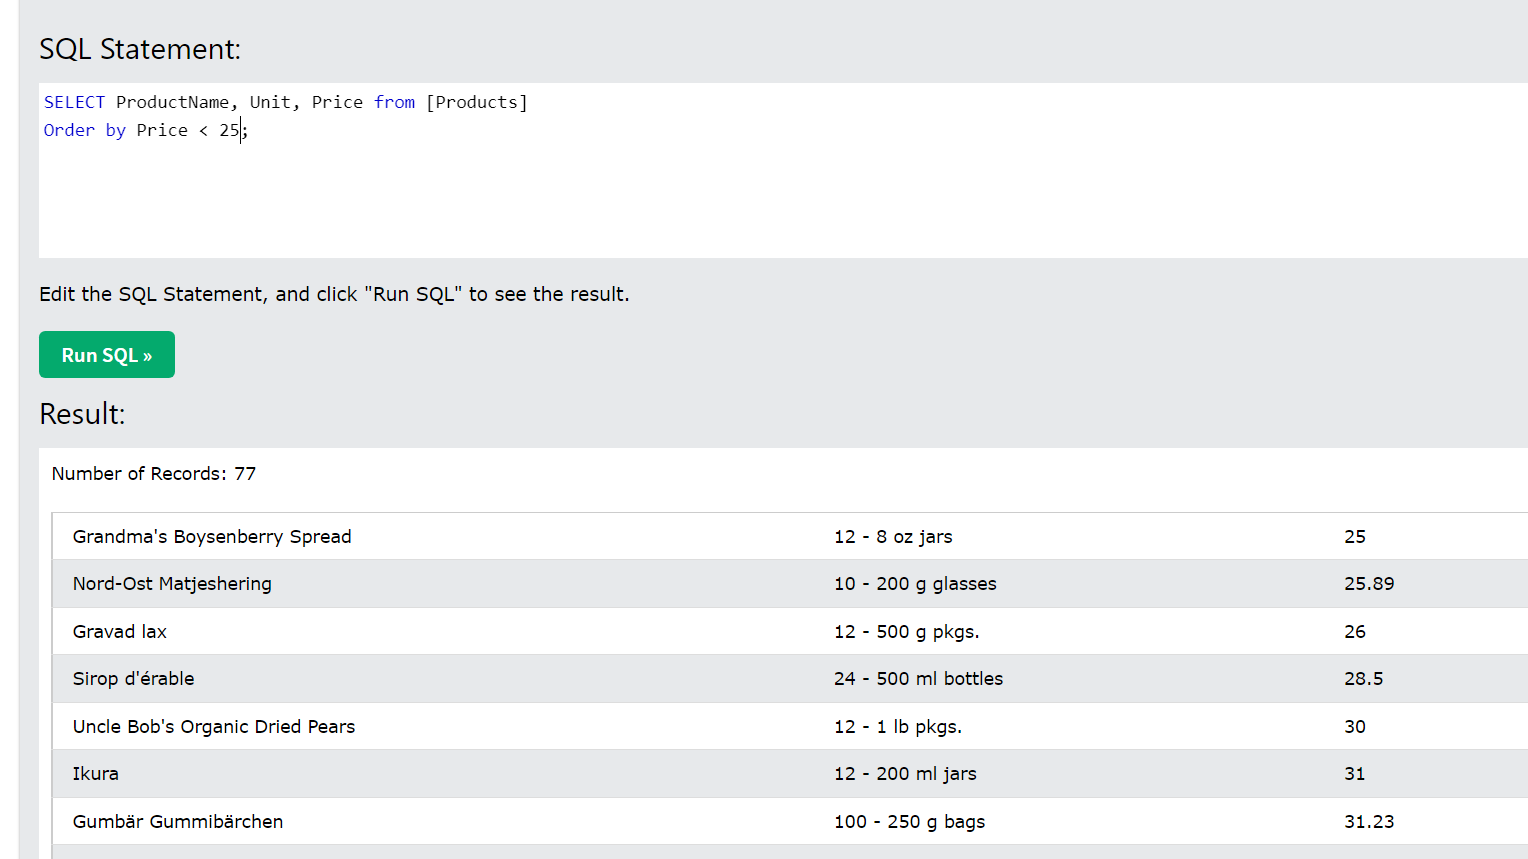 SQL Statement:
SELECT ProductName, Unit, Price from [Products]
Order by Price < 25;
Edit the SQL Statement, and click "Run SQL" to see the result.
Run SQL »
Result:
Number of Records: 77
Grandma's Boysenberry Spread 12 - 8 oz jars 25
Nord-Ost Matjeshering 10 - 200 g glasses 25.89
Gravad lax 12 - 500 g pkgs. 26
Sirop d'érable 24 - 500 ml bottles 28.5
Uncle Bob's Organic Dried Pears 12 - 1 lb pkgs. 30
Ikura 12 - 200 ml jars 31
Gumbär Gummibärchen 100 - 250 g bags 31.23